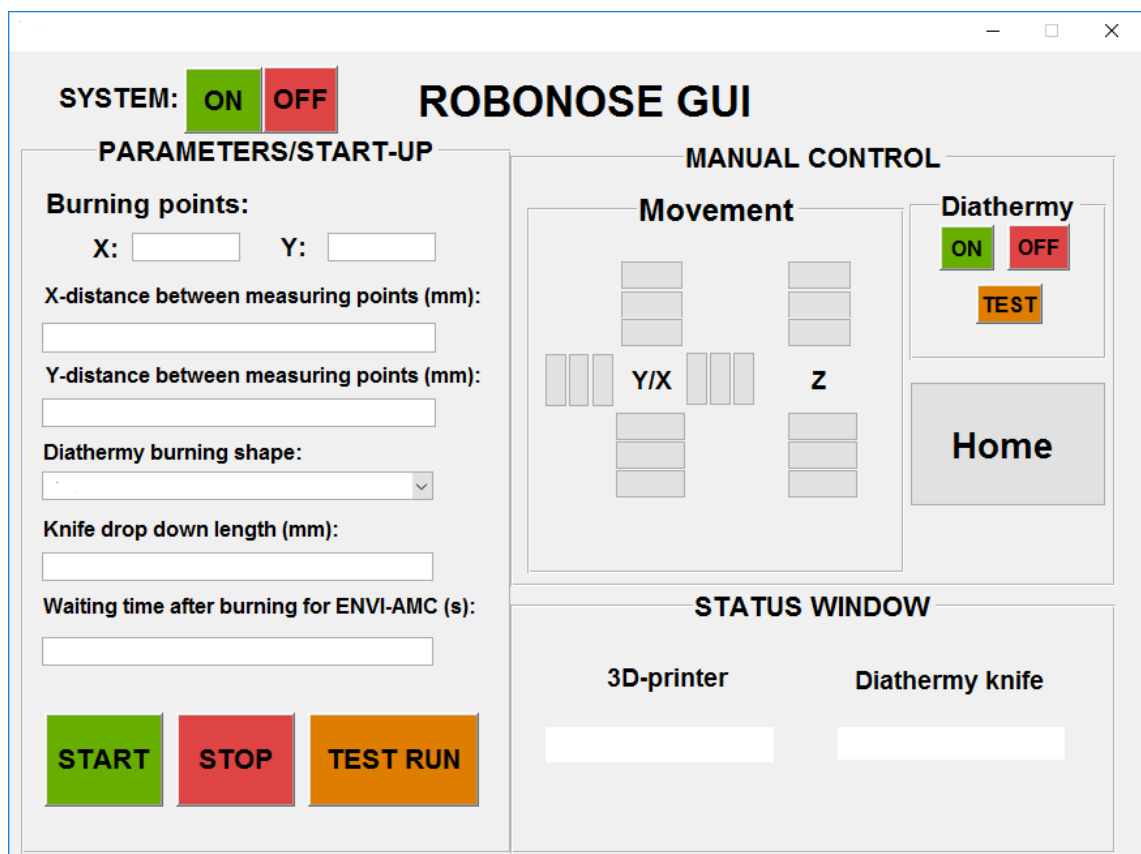 SYSTEM: ON OFF ROBONOSE GUI
PARAMETERS/START-UP
Burning points:
X: Y:
X-distance between measuring points (mm):
Y-distance between measuring points (mm):
Diathermy burning shape:
Knife drop down length (mm):
Waiting time after burning for ENVI-AMC (s):
START STOP TEST RUN
MANUAL CONTROL
Movement
Y/X Z
Diathermy
ON OFF
TEST
Home
STATUS WINDOW
3D-printer Diathermy knife